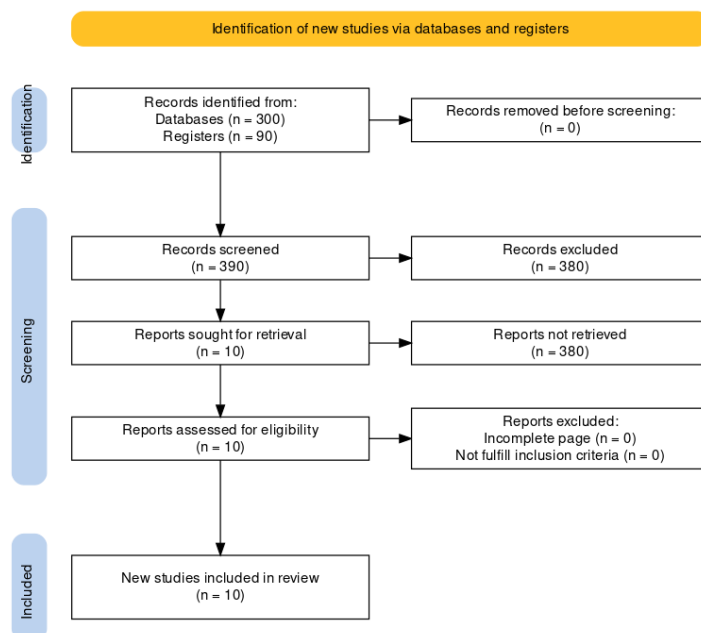 Identification of new studies via databases and registers
Identification
Records identified from:
Databases (n = 300)
Registers (n = 90)
Records removed before screening:
(n = 0)
Screening
Records screened
(n = 390)
Records excluded
(n = 380)
Reports sought for retrieval
(n = 10)
Reports not retrieved
(n = 380)
Reports assessed for eligibility
(n = 10)
Reports excluded:
Incomplete page (n = 0)
Not fulfill inclusion criteria (n = 0)
Included
New studies included in review
(n = 10)